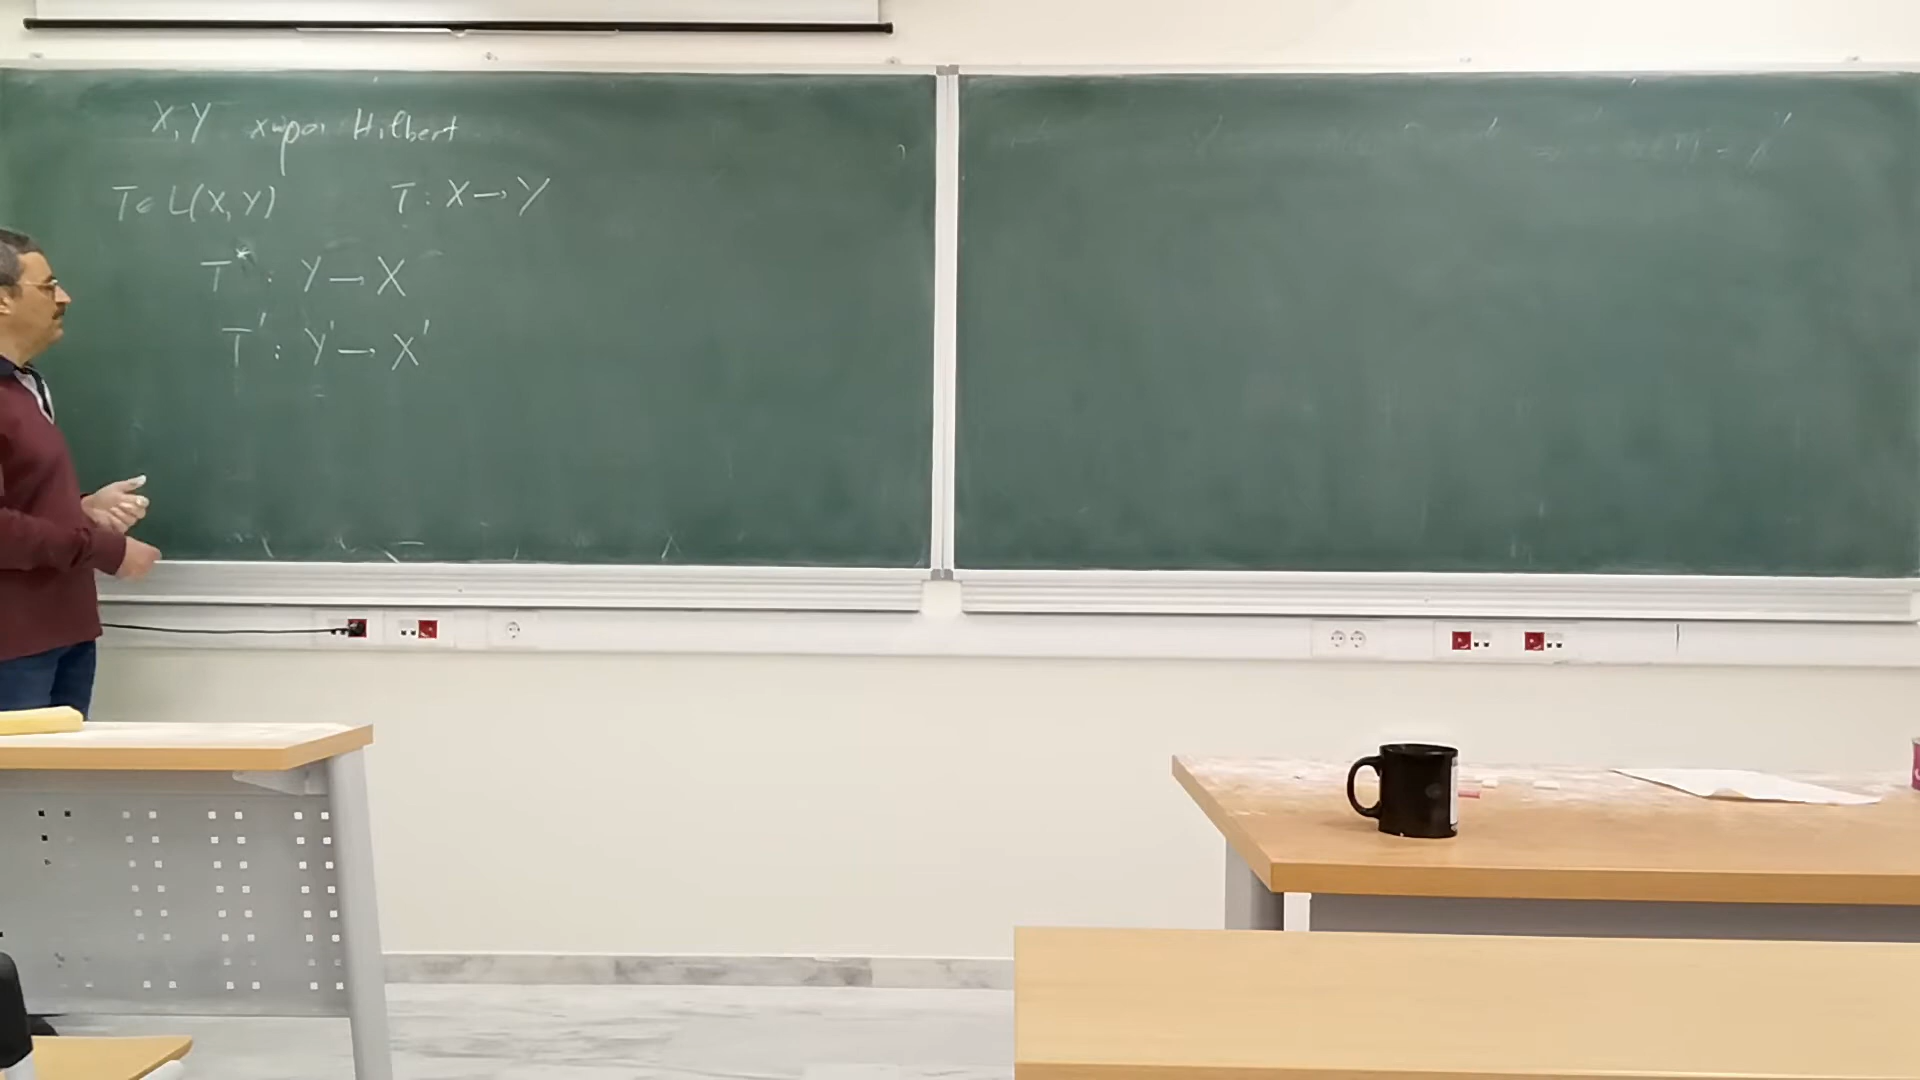 X, Y χώροι Hilbert
T ∈ L(X, Y) T : X → Y
T* : Y → X
T' : Y' → X'